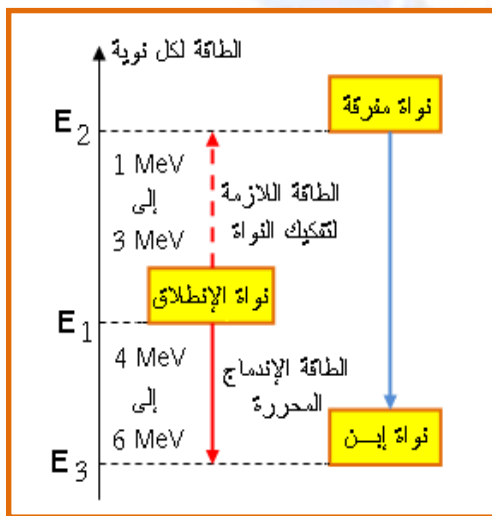 الطاقة لكل نوية
نواة مفرقة
E2
1 MeV
إلى
3 MeV
الطاقة اللازمة
لتفكيك النواة
نواة الإنطلاق
E1
4 MeV
إلى
6 MeV
الطاقة الإندماج
المحررة
نواة إبــن
E3